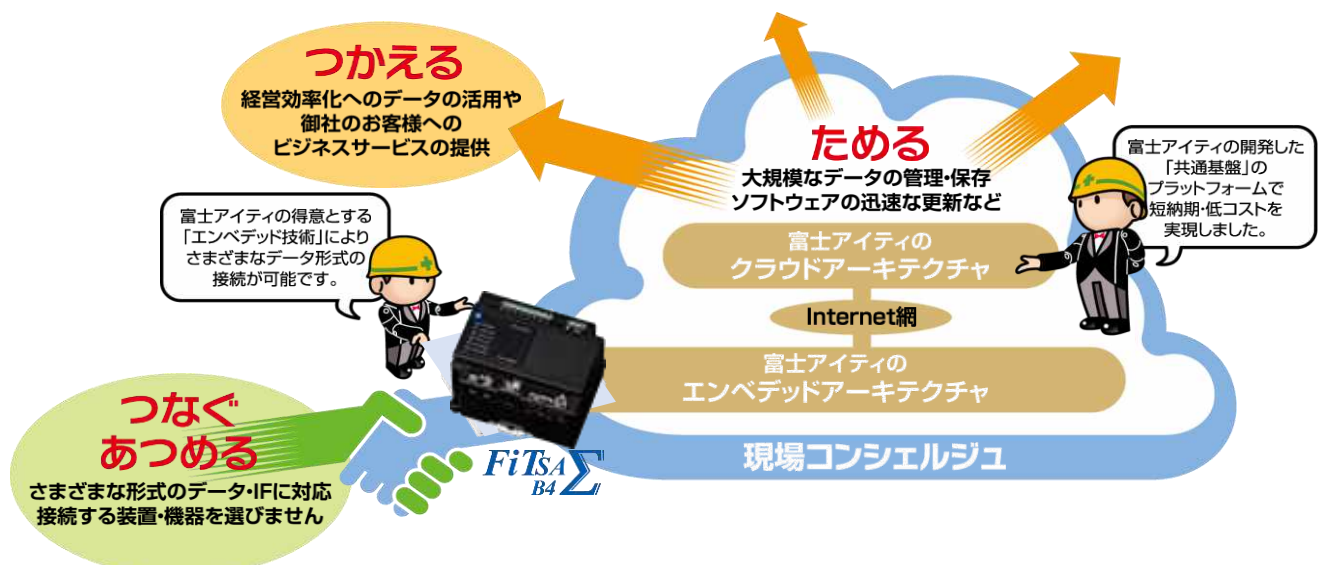 つかえる
経営効率化へのデータの活用や
御社のお客様への
ビジネスサービスの提供
ためる
大規模なデータの管理・保存
ソフトウェアの迅速な更新など
富士アイティの開発した
「共通基盤」の
プラットフォームで
短納期・低コストを
実現しました。
富士アイティの得意とする
「エンベデッド技術」により
さまざまなデータ形式の
接続が可能です。
富士アイティの
クラウドアーキテクチャ
Internet網
富士アイティの
エンベデッドアーキテクチャ
現場コンシェルジュ
つなぐ
あつめる
さまざまな形式のデータ・IFに対応
接続する装置・機器を選びません
FiTSA Σ
B4